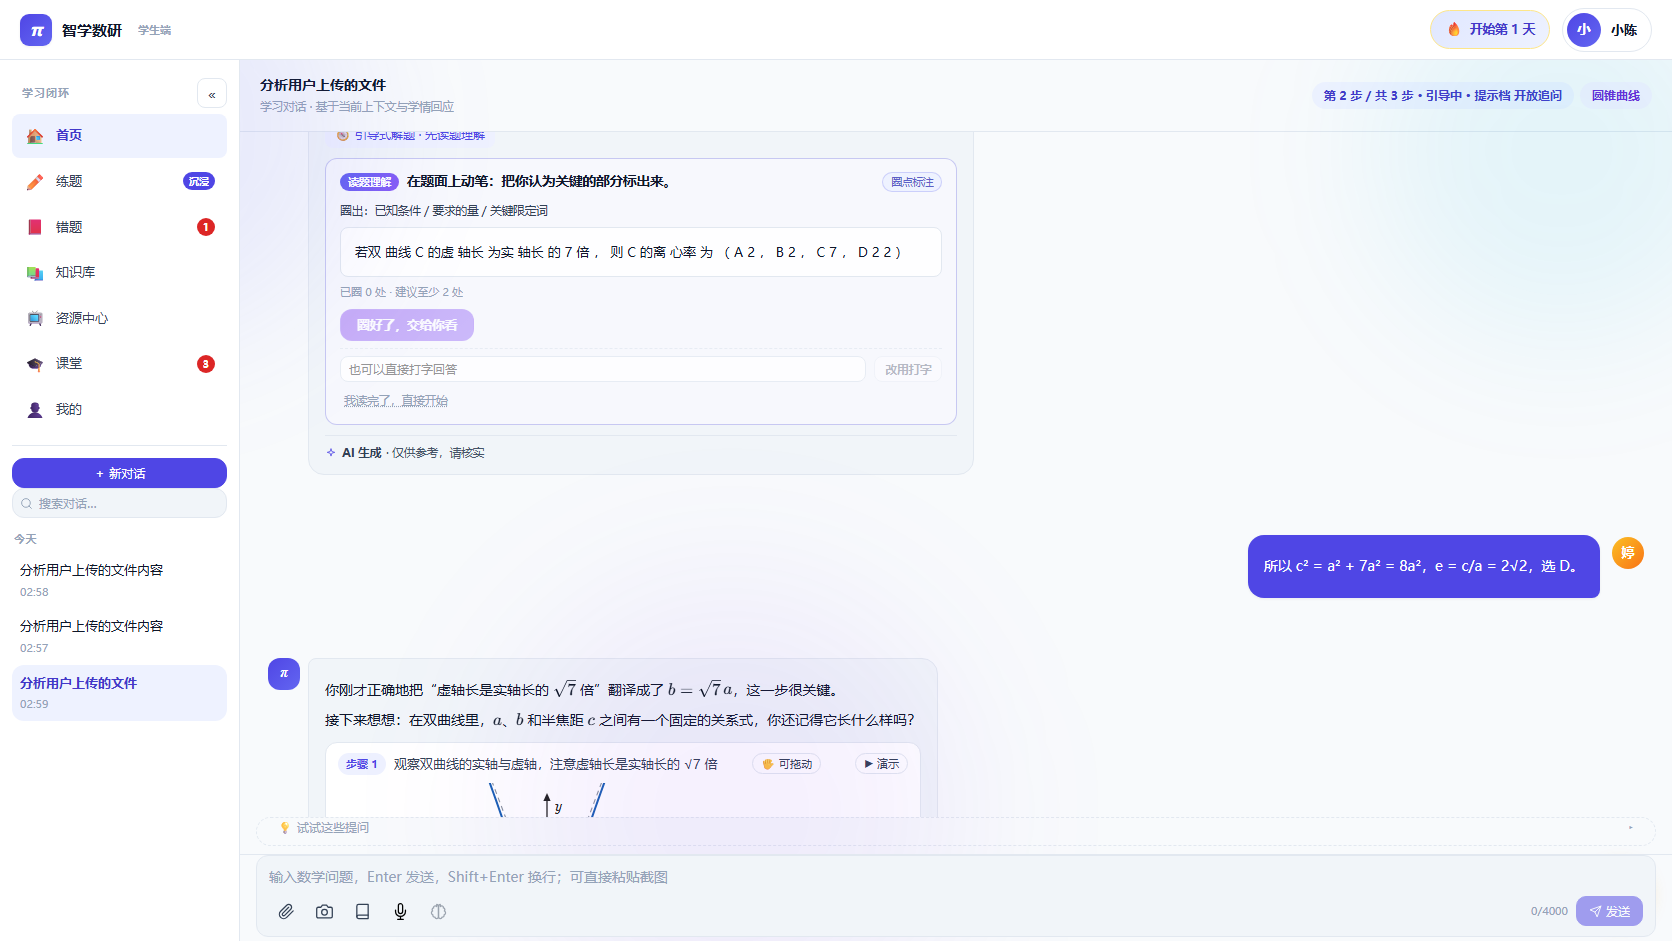 π 智学数研 学生端
🔥 开始第 1 天
小 小陈
学习闭环 «
首页
练题 沉浸
错题 1
知识库
资源中心
课堂 3
我的
+ 新对话
搜索对话...
今天
分析用户上传的文件内容
02:58
分析用户上传的文件内容
02:57
分析用户上传的文件
02:59
分析用户上传的文件
学习对话 · 基于当前上下文与学情回应
第 2 步 / 共 3 步 • 引导中 • 提示档 开放追问 圆锥曲线
引导式解题 · 先读题理解
读题理解 在题面上动笔：把你认为关键的部分标出来。 圈点标注
圈出：已知条件 / 要求的量 / 关键限定词
若双 曲线 C 的虚 轴长 为实 轴长 的 7 倍 ， 则 C 的离 心率 为 （ A 2 ， B 2 ， C 7 ， D 2 2 ）
已圈 0 处 · 建议至少 2 处
圈好了，交给你看
也可以直接打字回答 改用打字
我读完了，直接开始
AI 生成 · 仅供参考，请核实
所以 c² = a² + 7a² = 8a²，e = c/a = 2√2，选 D。
婷
π
你刚才正确地把“虚轴长是实轴长的 √7 倍”翻译成了 b = √7 a，这一步很关键。
接下来想想：在双曲线里，a、b 和半焦距 c 之间有一个固定的关系式，你还记得它长什么样吗？
步骤 1 观察双曲线的实轴与虚轴，注意虚轴长是实轴长的 √7 倍 可拖动 ▶ 演示
y
试试这些提问
输入数学问题，Enter 发送，Shift+Enter 换行；可直接粘贴截图
0/4000 发送